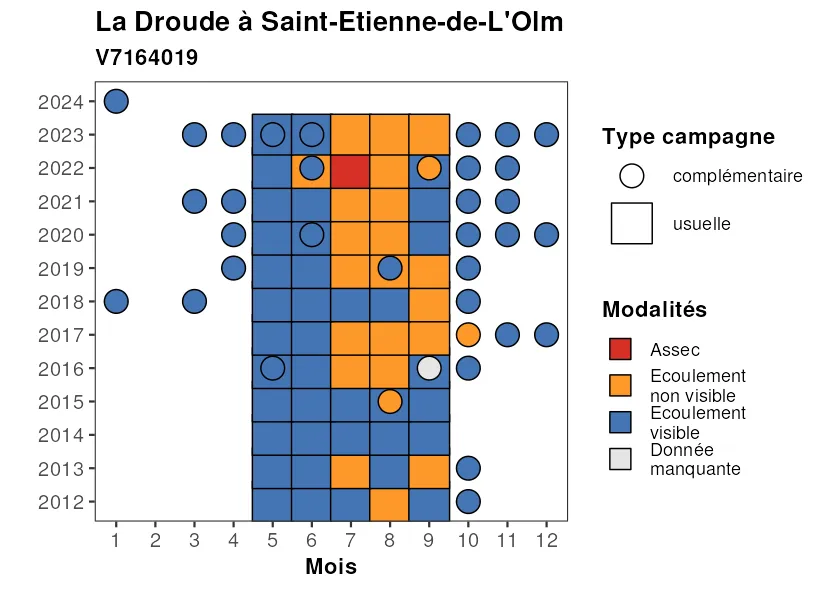 La Droude à Saint-Etienne-de-L'Olm
V7164019
2024
2023
2022
2021
2020
2019
2018
2017
2016
2015
2014
2013
2012
1 2 3 4 5 6 7 8 9 10 11 12
Mois
Type campagne
complémentaire
usuelle
Modalités
Assec
Ecoulement
non visible
Ecoulement
visible
Donnée
manquante